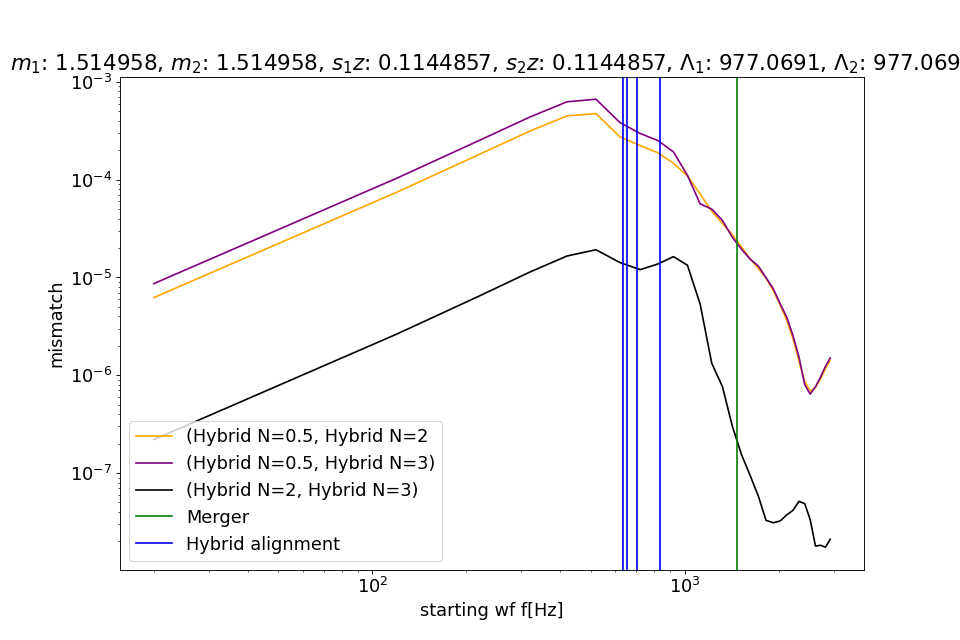 m₁: 1.514958, m₂: 1.514958, s₁z: 0.1144857, s₂z: 0.1144857, Λ₁: 977.0691, Λ₂: 977.069
10⁻³
10⁻⁴
10⁻⁵
10⁻⁶
10⁻⁷
mismatch
(Hybrid N=0.5, Hybrid N=2
(Hybrid N=0.5, Hybrid N=3)
(Hybrid N=2, Hybrid N=3)
Merger
Hybrid alignment
10²
10³
starting wf f[Hz]